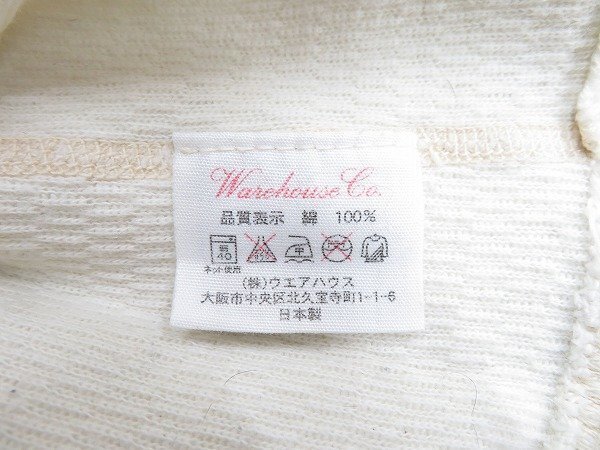 Warehouse Co.
品質表示 綿 100%
弱
40
中
ネット使用
(株)ウエアハウス
大阪市中央区北久宝寺町1-1-6
日本製